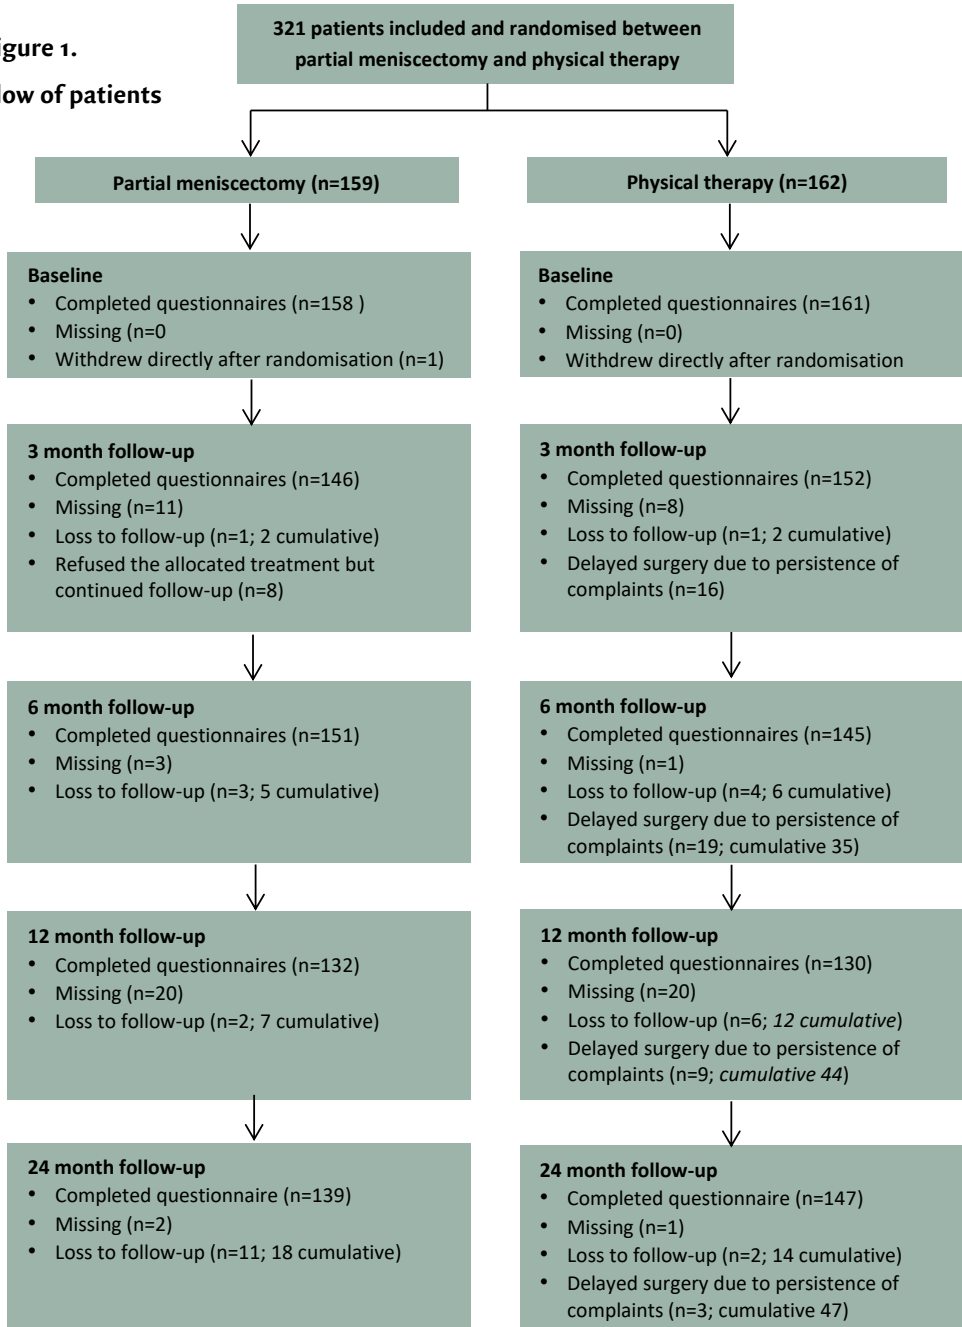 321 patients included and randomised between
partial meniscectomy and physical therapy
igure 1.
low of patients
Partial meniscectomy (n=159)
Physical therapy (n=162)
Baseline
• Completed questionnaires (n=158 )
• Missing (n=0
• Withdrew directly after randomisation (n=1)
Baseline
• Completed questionnaires (n=161)
• Missing (n=0)
• Withdrew directly after randomisation
3 month follow-up
• Completed questionnaires (n=146)
• Missing (n=11)
• Loss to follow-up (n=1; 2 cumulative)
• Refused the allocated treatment but
continued follow-up (n=8)
3 month follow-up
• Completed questionnaires (n=152)
• Missing (n=8)
• Loss to follow-up (n=1; 2 cumulative)
• Delayed surgery due to persistence of
complaints (n=16)
6 month follow-up
• Completed questionnaires (n=151)
• Missing (n=3)
• Loss to follow-up (n=3; 5 cumulative)
6 month follow-up
• Completed questionnaires (n=145)
• Missing (n=1)
• Loss to follow-up (n=4; 6 cumulative)
• Delayed surgery due to persistence of
complaints (n=19; cumulative 35)
12 month follow-up
• Completed questionnaires (n=132)
• Missing (n=20)
• Loss to follow-up (n=2; 7 cumulative)
12 month follow-up
• Completed questionnaires (n=130)
• Missing (n=20)
• Loss to follow-up (n=6; 12 cumulative)
• Delayed surgery due to persistence of
complaints (n=9; cumulative 44)
24 month follow-up
• Completed questionnaire (n=139)
• Missing (n=2)
• Loss to follow-up (n=11; 18 cumulative)
24 month follow-up
• Completed questionnaire (n=147)
• Missing (n=1)
• Loss to follow-up (n=2; 14 cumulative)
• Delayed surgery due to persistence of
complaints (n=3; cumulative 47)